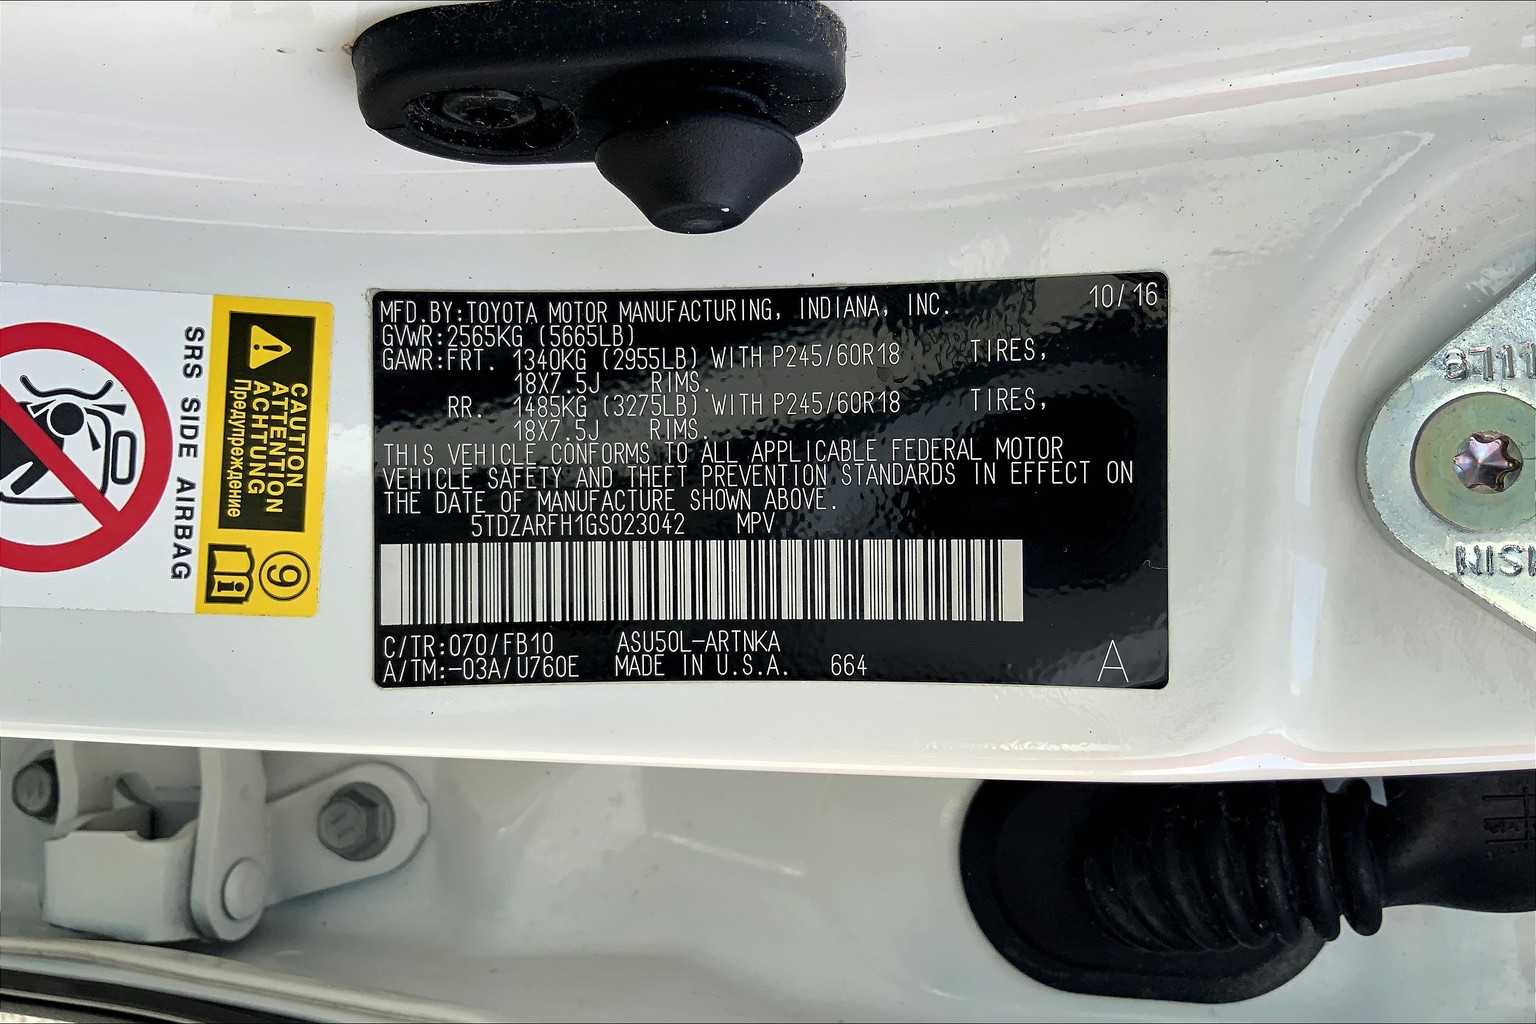 MFD.BY:TOYOTA MOTOR MANUFACTURING, INDIANA, INC. 10/16
GVWR:2565KG (5665LB)
GAWR:FRT. 1340KG (2955LB) WITH P245/60R18 TIRES,
18X7.5J RIMS.
RR. 1485KG (3275LB) WITH P245/60R18 TIRES,
18X7.5J RIMS.
THIS VEHICLE CONFORMS TO ALL APPLICABLE FEDERAL MOTOR
VEHICLE SAFETY AND THEFT PREVENTION STANDARDS IN EFFECT ON
THE DATE OF MANUFACTURE SHOWN ABOVE.
5TDZARFH1GS023042 MPV
C/TR:070/FB10 ASU50L-ARTNKA
A/TM:-03A/U760E MADE IN U.S.A. 664 A
SRS SIDE AIRBAG
CAUTION
ATTENTION
ACHTUNG
Предупреждение
9